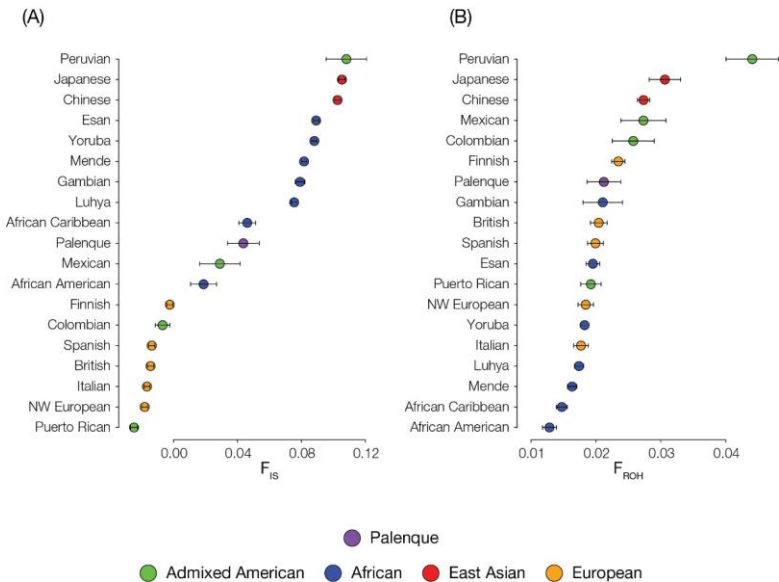 (A)
Peruvian
Japanese
Chinese
Esan
Yoruba
Mende
Gambian
Luhya
African Caribbean
Palenque
Mexican
African American
Finnish
Colombian
Spanish
British
Italian
NW European
Puerto Rican
0.00 0.04 0.08 0.12
FIS
(B)
Peruvian
Japanese
Chinese
Mexican
Colombian
Finnish
Palenque
Gambian
British
Spanish
Esan
Puerto Rican
NW European
Yoruba
Italian
Luhya
Mende
African Caribbean
African American
0.01 0.02 0.03 0.04
FROH
Palenque
Admixed American African East Asian European